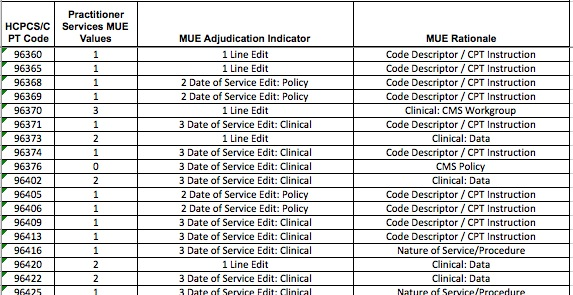 HCPCS/C PT Code | Practitioner Services MUE Values | MUE Adjudication Indicator | MUE Rationale
96360 | 1 | 1 Line Edit | Code Descriptor / CPT Instruction
96365 | 1 | 1 Line Edit | Code Descriptor / CPT Instruction
96368 | 1 | 2 Date of Service Edit: Policy | Code Descriptor / CPT Instruction
96369 | 1 | 2 Date of Service Edit: Policy | Code Descriptor / CPT Instruction
96370 | 3 | 1 Line Edit | Clinical: CMS Workgroup
96371 | 1 | 3 Date of Service Edit: Clinical | Code Descriptor / CPT Instruction
96373 | 2 | 1 Line Edit | Clinical: Data
96374 | 1 | 3 Date of Service Edit: Clinical | Code Descriptor / CPT Instruction
96376 | 0 | 3 Date of Service Edit: Clinical | CMS Policy
96402 | 2 | 3 Date of Service Edit: Clinical | Clinical: Data
96405 | 1 | 2 Date of Service Edit: Policy | Code Descriptor / CPT Instruction
96406 | 1 | 2 Date of Service Edit: Policy | Code Descriptor / CPT Instruction
96409 | 1 | 3 Date of Service Edit: Clinical | Code Descriptor / CPT Instruction
96413 | 1 | 3 Date of Service Edit: Clinical | Code Descriptor / CPT Instruction
96416 | 1 | 3 Date of Service Edit: Clinical | Nature of Service/Procedure
96420 | 2 | 1 Line Edit | Clinical: Data
96422 | 2 | 3 Date of Service Edit: Clinical | Clinical: Data
96425 | 1 | 3 Date of Service Edit: Clinical | Nature of Service/Procedure